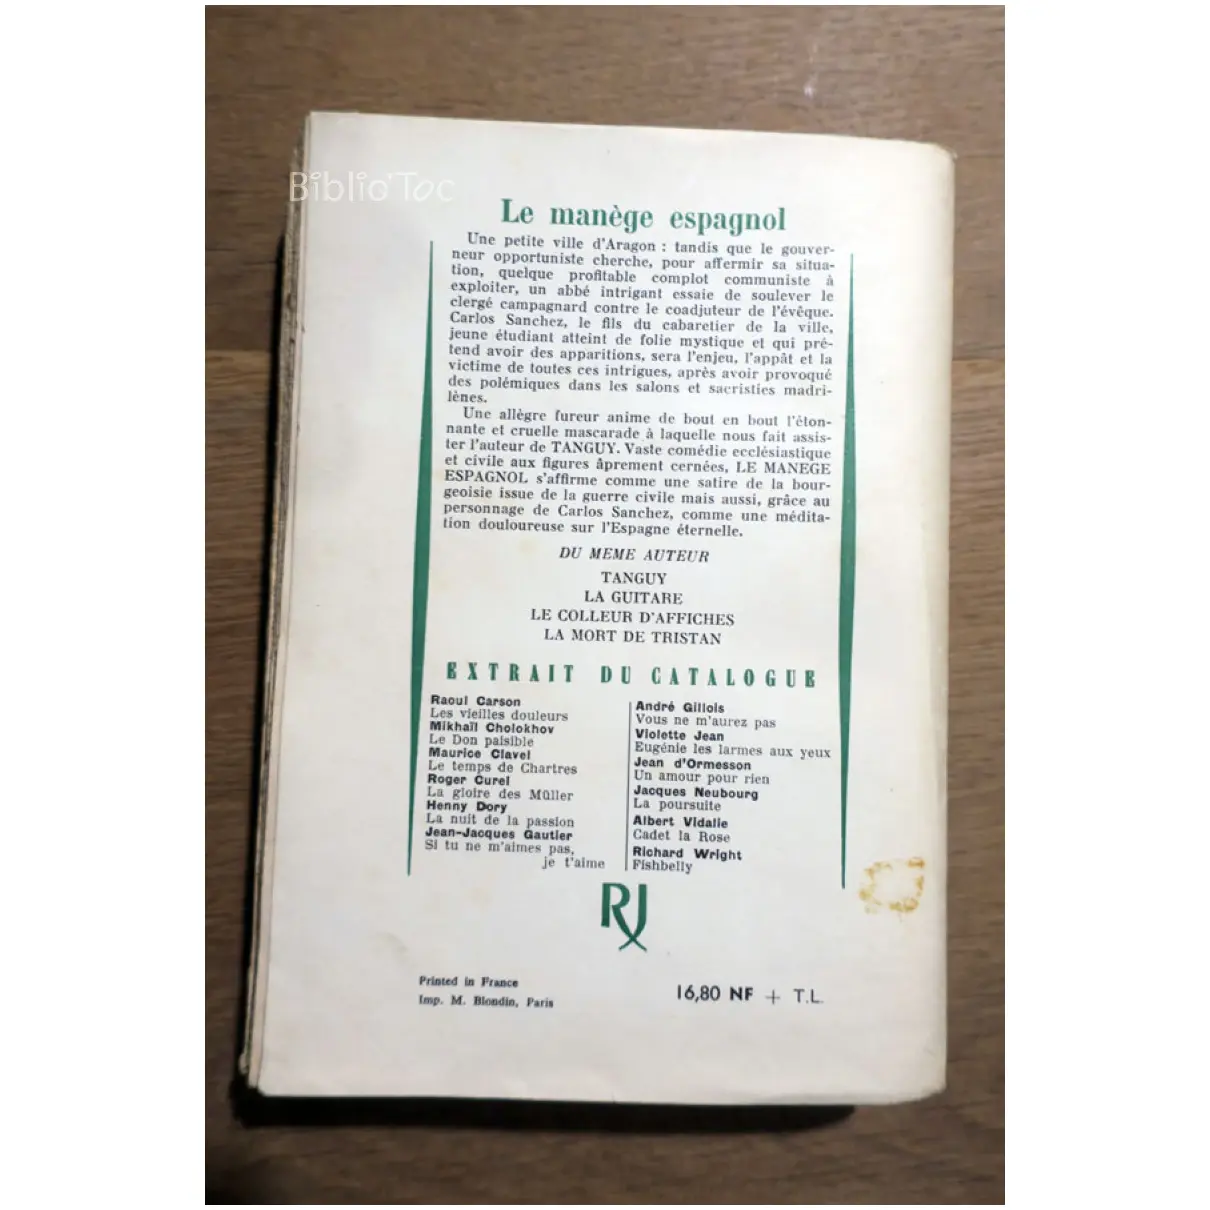 Biblio'Toc
Le manège espagnol
Une petite ville d'Aragon : tandis que le gouver-
neur opportuniste cherche, pour affermir sa situa-
tion, quelque profitable complot communiste à
exploiter, un abbé intrigant essaie de soulever le
clergé campagnard contre le coadjuteur de l'évêque.
Carlos Sanchez, le fils du cabaretier de la ville,
jeune étudiant atteint de folie mystique et qui pré-
tend avoir des apparitions, sera l'enjeu, l'appât et la
victime de toutes ces intrigues, après avoir provoqué
des polémiques dans les salons et sacristies madri-
lènes.
Une allègre fureur anime de bout en bout l'éton-
nante et cruelle mascarade à laquelle nous fait assis-
ter l'auteur de TANGUY. Vaste comédie ecclésiastique
et civile aux figures âprement cernées, LE MANEGE
ESPAGNOL s'affirme comme une satire de la bour-
geoisie issue de la guerre civile mais aussi, grâce au
personnage de Carlos Sanchez, comme une médita-
tion douloureuse sur l'Espagne éternelle.
DU MEME AUTEUR
TANGUY
LA GUITARE
LE COLLEUR D'AFFICHES
LA MORT DE TRISTAN
EXTRAIT DU CATALOGUE
Raoul Carson
Les vieilles douleurs
Mikhaïl Cholokhov
Le Don paisible
Maurice Clavel
Le temps de Chartres
Roger Curel
La gloire des Müller
Henny Dory
La nuit de la passion
Jean-Jacques Gautier
Si tu ne m'aimes pas,
je t'aime
André Gillois
Vous ne m'aurez pas
Violette Jean
Eugénie les larmes aux yeux
Jean d'Ormesson
Un amour pour rien
Jacques Neubourg
La poursuite
Albert Vidalie
Cadet la Rose
Richard Wright
Fishbelly
RJ
Printed in France
Imp. M. Blondin, Paris
16,80 NF + T.L.